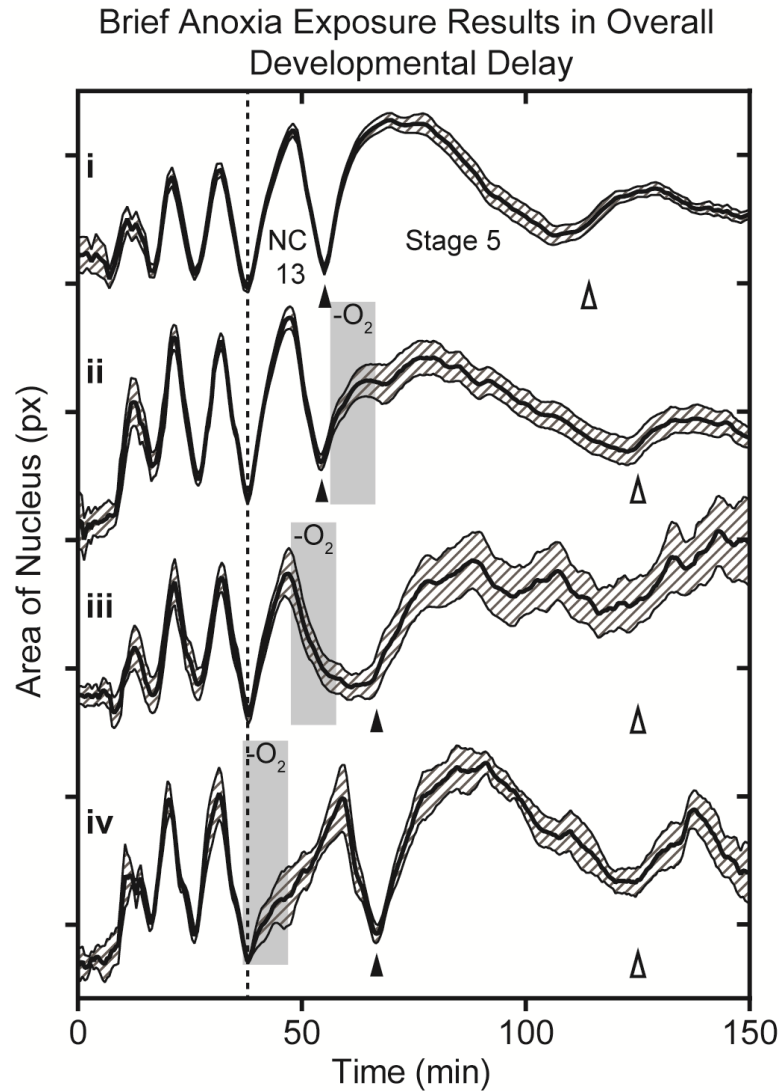 Brief Anoxia Exposure Results in Overall
Developmental Delay
i
NC
13
Stage 5
-O₂
ii
-O₂
iii
-O₂
iv
Area of Nucleus (px)
0
50
100
150
Time (min)